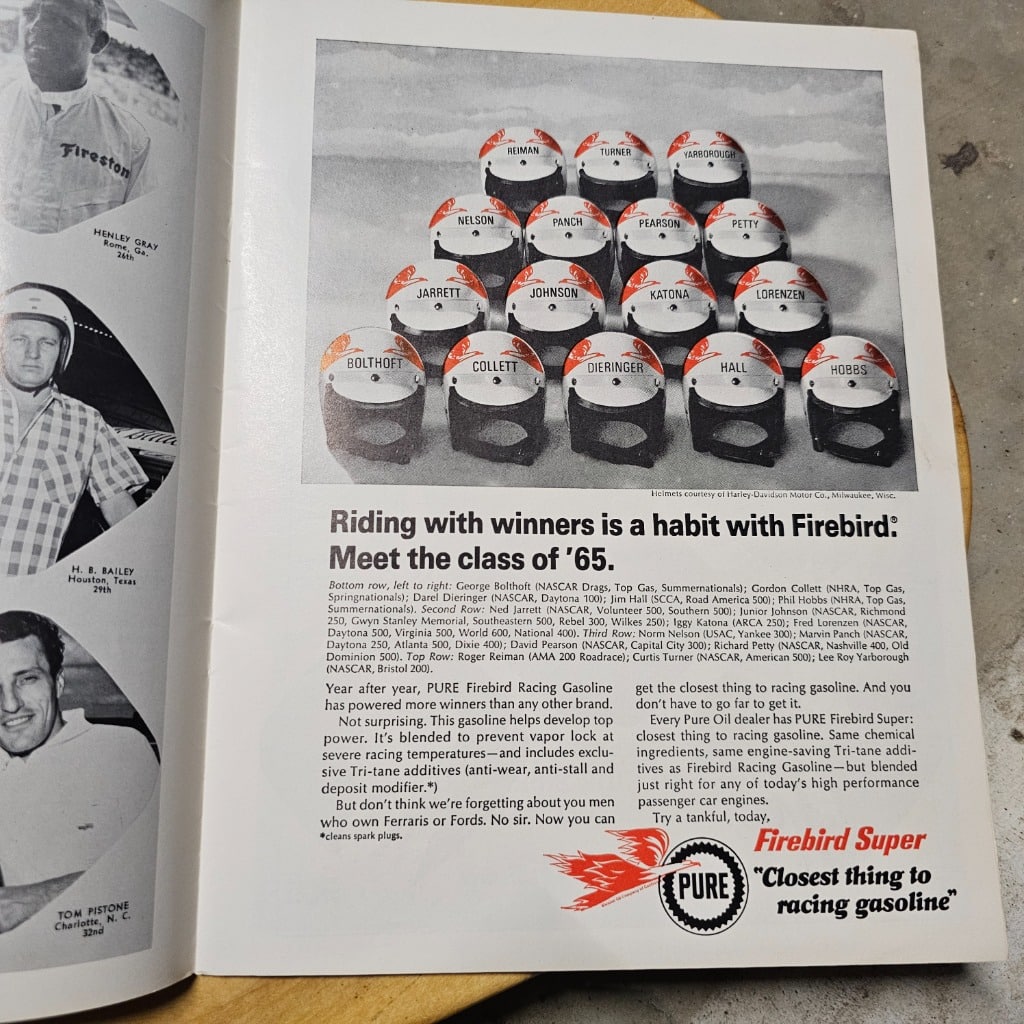 Firestone
HENLEY GRAY
Rome, Ga.
26th
H. B. BAILEY
Houston, Texas
29th
TOM PISTONE
Charlotte, N. C.
32nd
REIMAN
TURNER
YARBOROUGH
NELSON
PANCH
PEARSON
PETTY
JARRETT
JOHNSON
KATONA
LORENZEN
BOLTHOFT
COLLETT
DIERINGER
HALL
HOBBS
Helmets courtesy of Harley-Davidson Motor Co., Milwaukee, Wisc.
Riding with winners is a habit with Firebird.®
Meet the class of '65.
Bottom row, left to right: George Bolthoft (NASCAR Drags, Top Gas, Summernationals); Gordon Collett (NHRA, Top Gas,
Springnationals); Darel Dieringer (NASCAR, Daytona 100); Jim Hall (SCCA, Road America 500); Phil Hobbs (NHRA, Top Gas,
Summernationals). Second Row: Ned Jarrett (NASCAR, Volunteer 500, Southern 500); Junior Johnson (NASCAR, Richmond
250, Gwyn Stanley Memorial, Southeastern 500, Rebel 300, Wilkes 250); Iggy Katona (ARCA 250); Fred Lorenzen (NASCAR,
Daytona 500, Virginia 500, World 600, National 400). Third Row: Norm Nelson (USAC, Yankee 300); Marvin Panch (NASCAR,
Daytona 250, Atlanta 500, Dixie 400); David Pearson (NASCAR, Capital City 300); Richard Petty (NASCAR, Nashville 400, Old
Dominion 500). Top Row: Roger Reiman (AMA 200 Roadrace); Curtis Turner (NASCAR, American 500); Lee Roy Yarborough
(NASCAR, Bristol 200).
Year after year, PURE Firebird Racing Gasoline
has powered more winners than any other brand.
Not surprising. This gasoline helps develop top
power. It's blended to prevent vapor lock at
severe racing temperatures—and includes exclu-
sive Tri-tane additives (anti-wear, anti-stall and
deposit modifier.*)
But don't think we're forgetting about you men
who own Ferraris or Fords. No sir. Now you can
*cleans spark plugs.
get the closest thing to racing gasoline. And you
don't have to go far to get it.
Every Pure Oil dealer has PURE Firebird Super:
closest thing to racing gasoline. Same chemical
ingredients, same engine-saving Tri-tane addi-
tives as Firebird Racing Gasoline—but blended
just right for any of today's high performance
passenger car engines.
Try a tankful, today,
Firebird Super
PURE
"Closest thing to
racing gasoline"